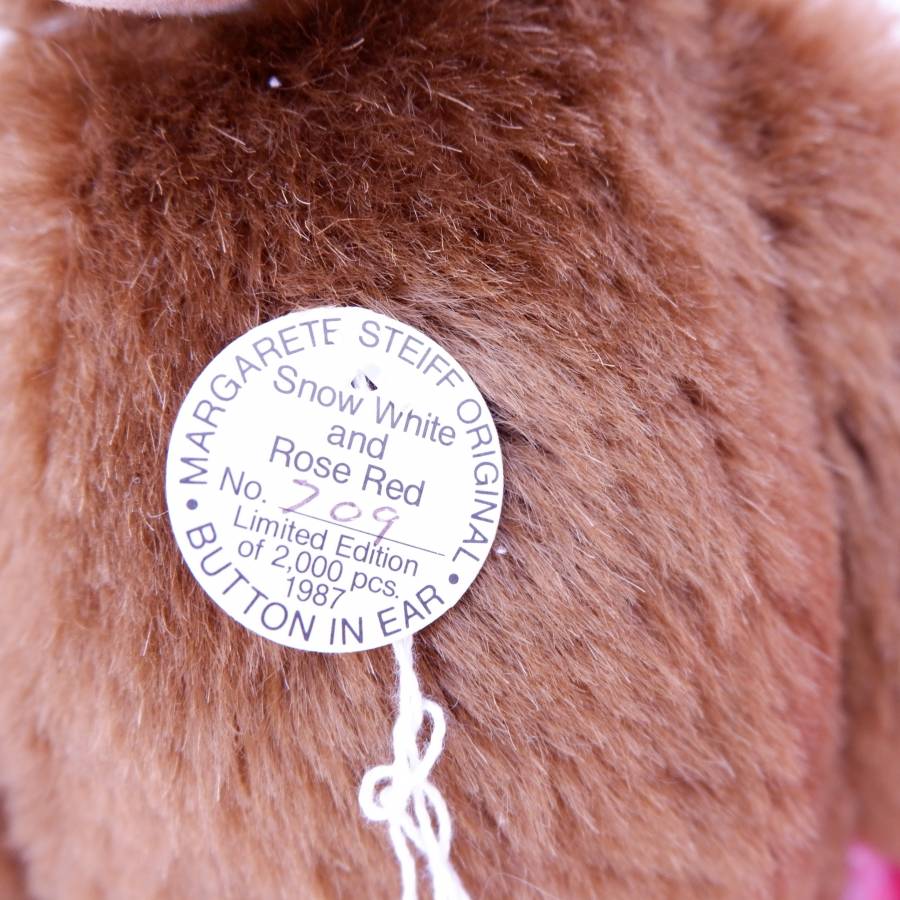 MARGARETE STEIFF ORIGINAL
Snow White
and
Rose Red
No. 709
Limited Edition
of 2,000 pcs.
1987
• BUTTON IN EAR •